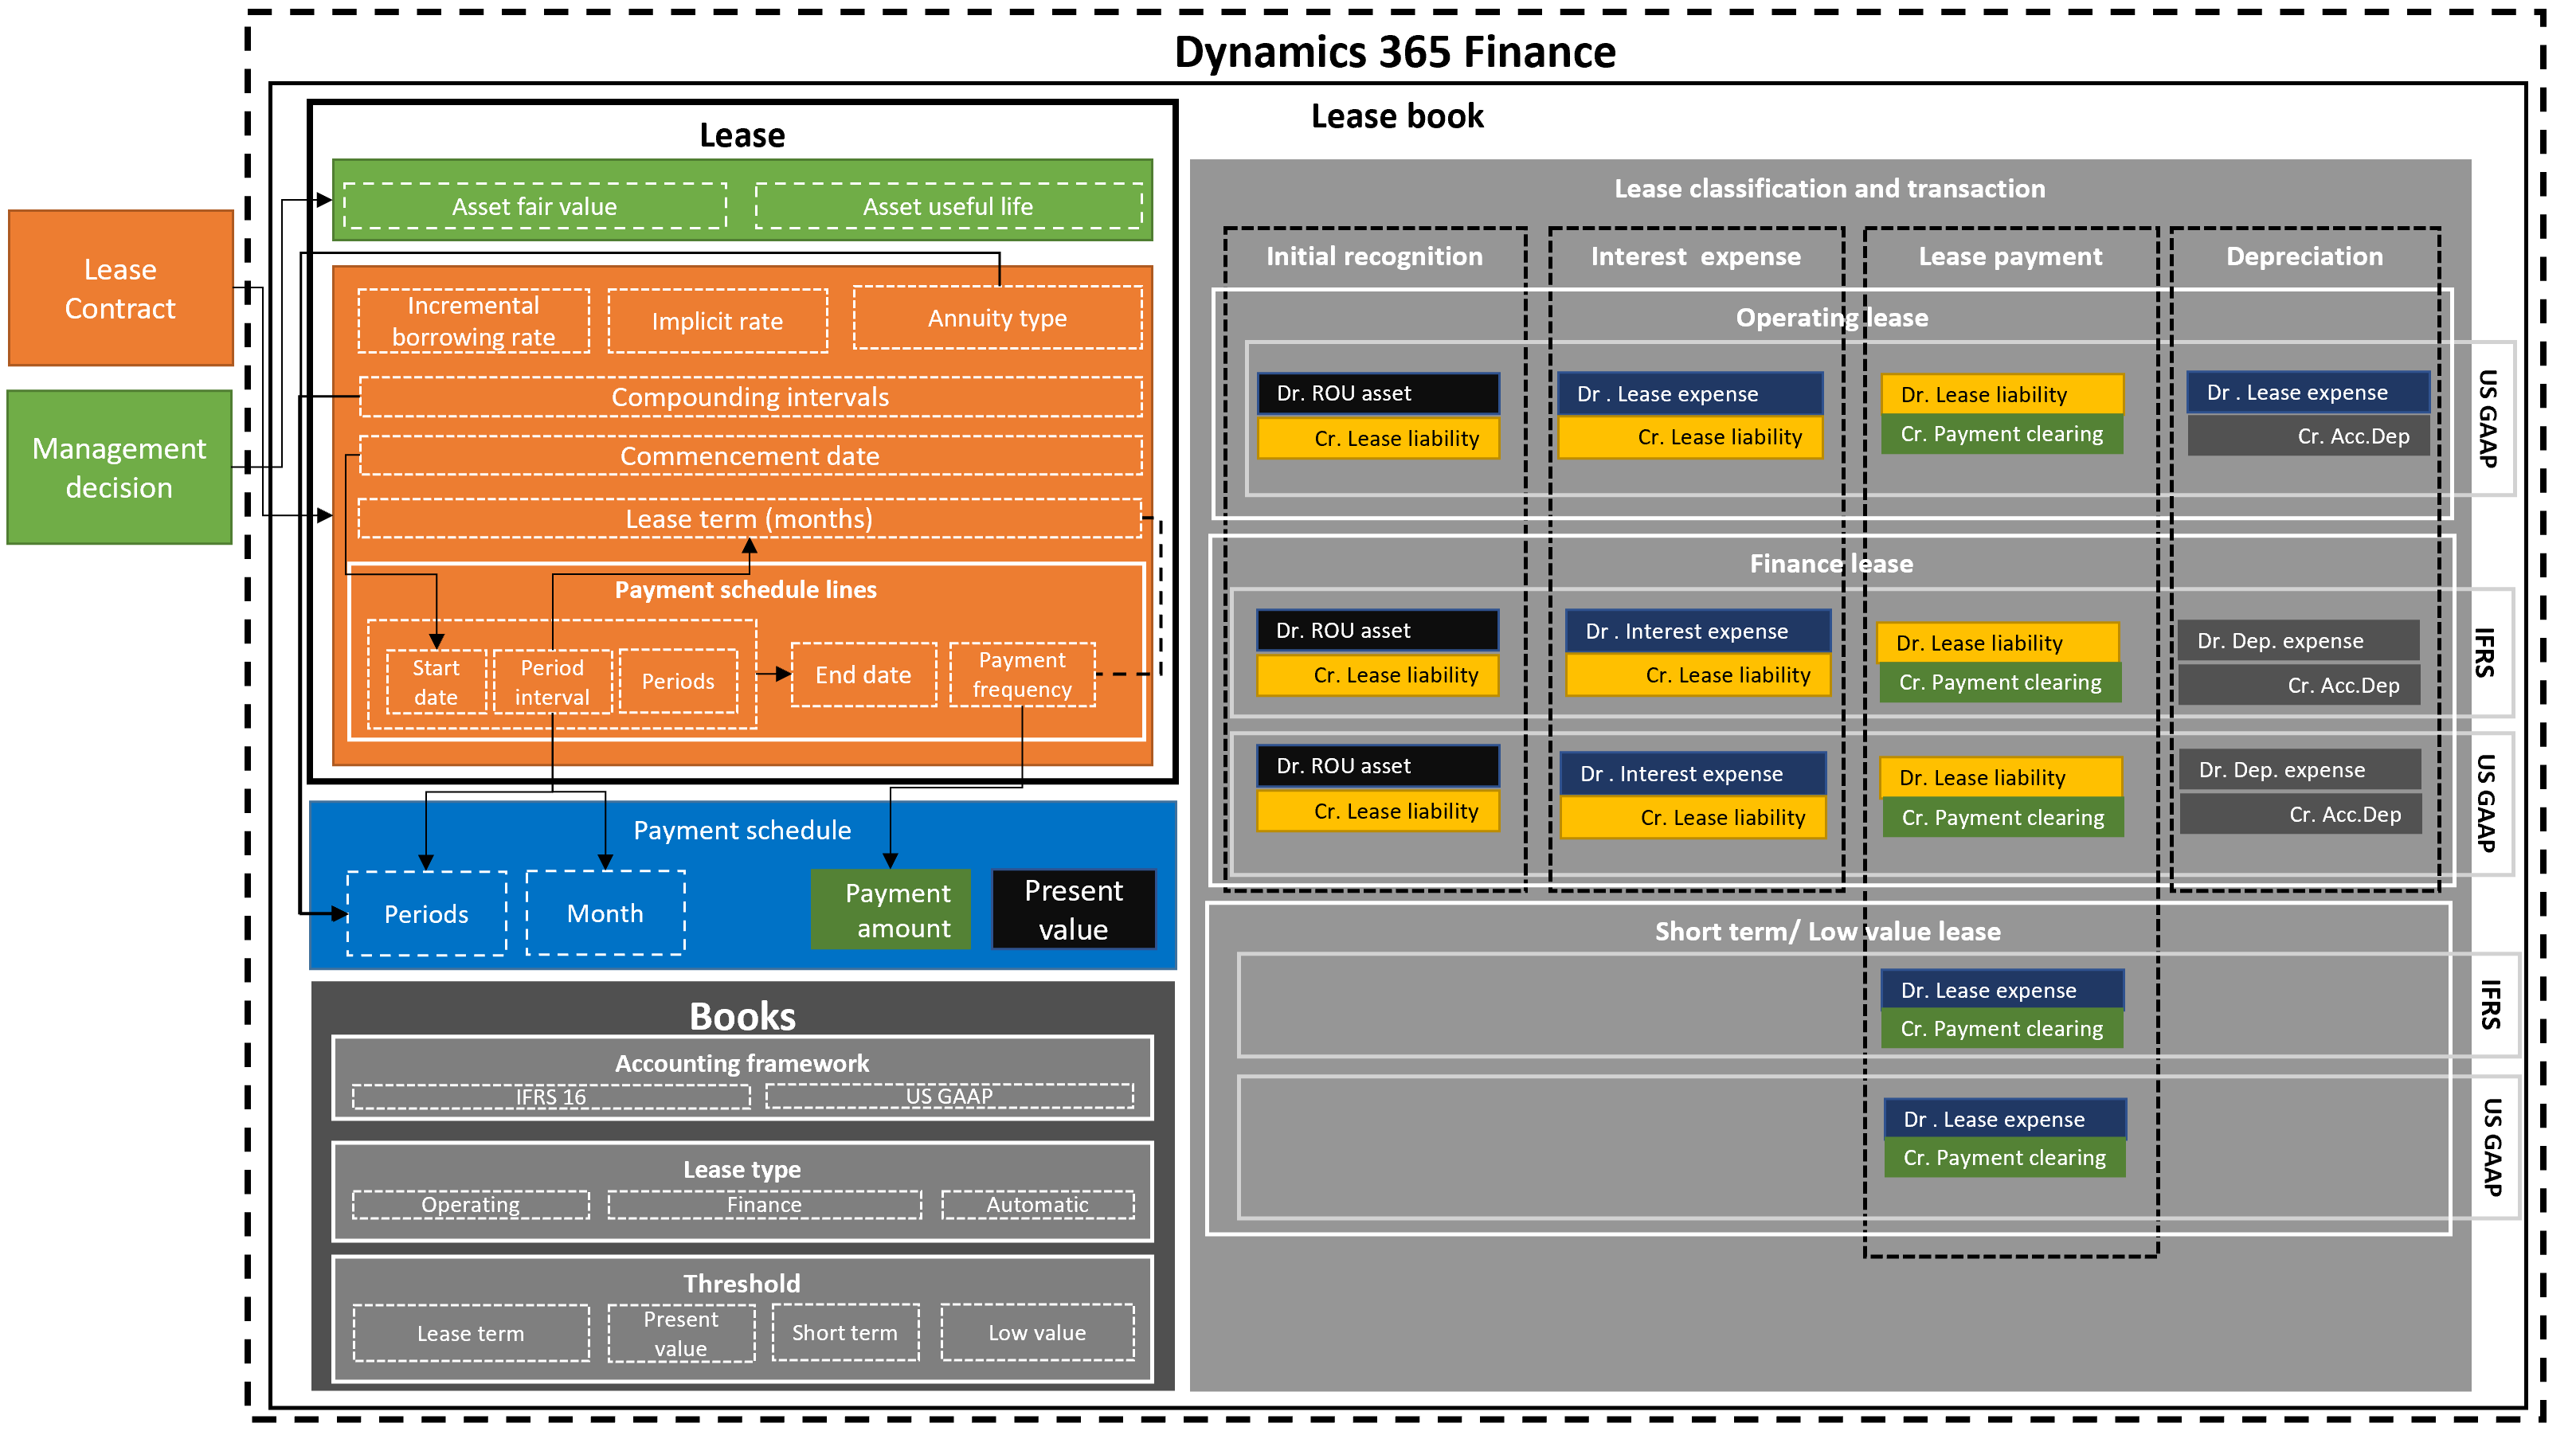 Dynamics 365 Finance
Lease book
Lease
Asset fair value
Asset useful life
Lease
Contract
Management
decision
Incremental
borrowing rate
Implicit rate
Annuity type
Compounding intervals
Commencement date
Lease term (months)
Payment schedule lines
Start
date
Period
interval
Periods
End date
Payment
frequency
Payment schedule
Periods
Month
Payment
amount
Present
value
Books
Accounting framework
IFRS 16
US GAAP
Lease type
Operating
Finance
Automatic
Threshold
Lease term
Present
value
Short term
Low value
Lease classification and transaction
Initial recognition
Interest  expense
Lease payment
Depreciation
Operating lease
Dr. ROU asset
Cr. Lease liability
Dr . Lease expense
Cr. Lease liability
Dr. Lease liability
Cr. Payment clearing
Dr . Lease expense
Cr. Acc.Dep
US GAAP
Finance lease
Dr. ROU asset
Cr. Lease liability
Dr . Interest expense
Cr. Lease liability
Dr. Lease liability
Cr. Payment clearing
Dr. Dep. expense
Cr. Acc.Dep
IFRS
Dr. ROU asset
Cr. Lease liability
Dr . Interest expense
Cr. Lease liability
Dr. Lease liability
Cr. Payment clearing
Dr. Dep. expense
Cr. Acc.Dep
US GAAP
Short term/ Low value lease
Dr. Lease expense
Cr. Payment clearing
IFRS
Dr . Lease expense
Cr. Payment clearing
US GAAP